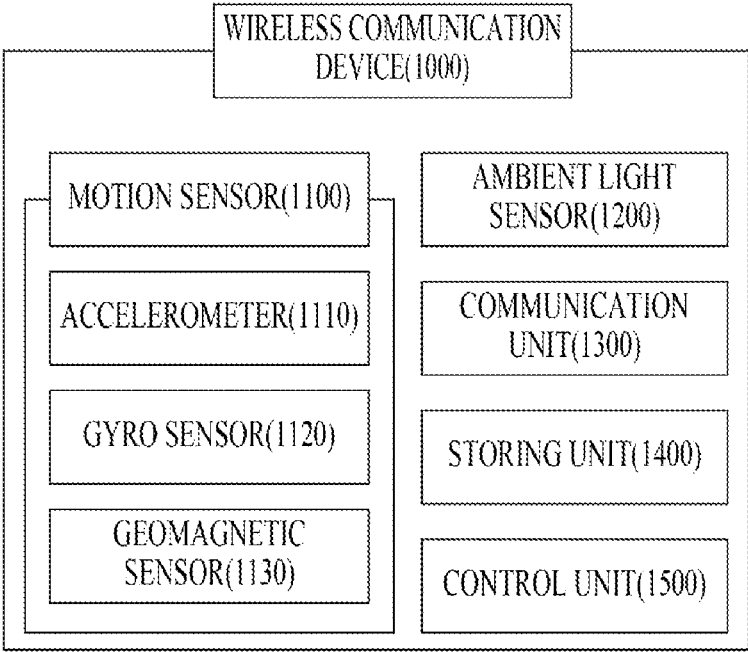 WIRELESS COMMUNICATION
DEVICE(1000)
MOTION SENSOR(1100)
ACCELEROMETER(1110)
GYRO SENSOR(1120)
GEOMAGNETIC
SENSOR(1130)
AMBIENT LIGHT
SENSOR(1200)
COMMUNICATION
UNIT(1300)
STORING UNIT(1400)
CONTROL UNIT(1500)